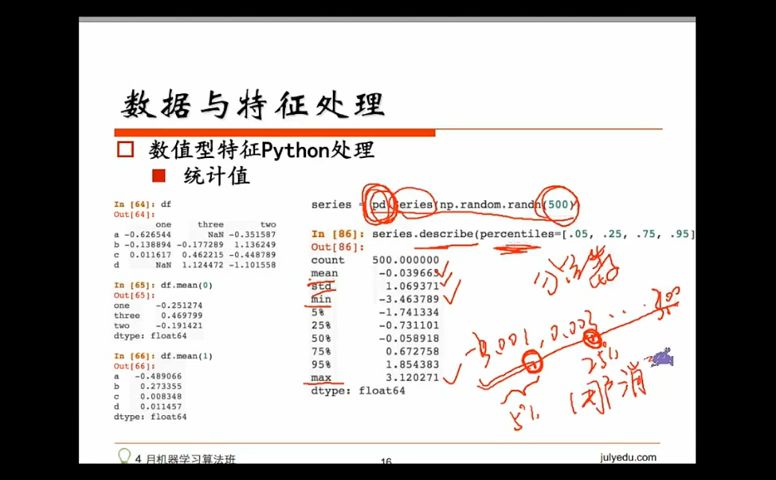 数据与特征处理
数值型特征Python处理
统计值
In [64]: df
Out[64]:
one three two
a -0.626544 NaN -0.351587
b -0.138894 -0.177289 1.136249
c 0.011617 0.462215 -0.448789
d NaN 1.124472 -1.101558
In [65]: df.mean(0)
Out[65]:
one -0.251274
three 0.469799
two -0.191421
dtype: float64
In [66]: df.mean(1)
Out[66]:
a -0.489066
b 0.273355
c 0.008348
d 0.011457
dtype: float64
series = pd.Series(np.random.randn(500)
In [86]: series.describe(percentiles=[.05, .25, .75, .95]
Out[86]:
count 500.000000
mean -0.039663
std 1.069371
min -3.463789
5% -1.741334
25% -0.731101
50% -0.058918
75% 0.672758
95% 1.854383
max 3.120271
dtype: float64
分位数
5%
25%
4 月机器学习算法班
16
julyedu.com